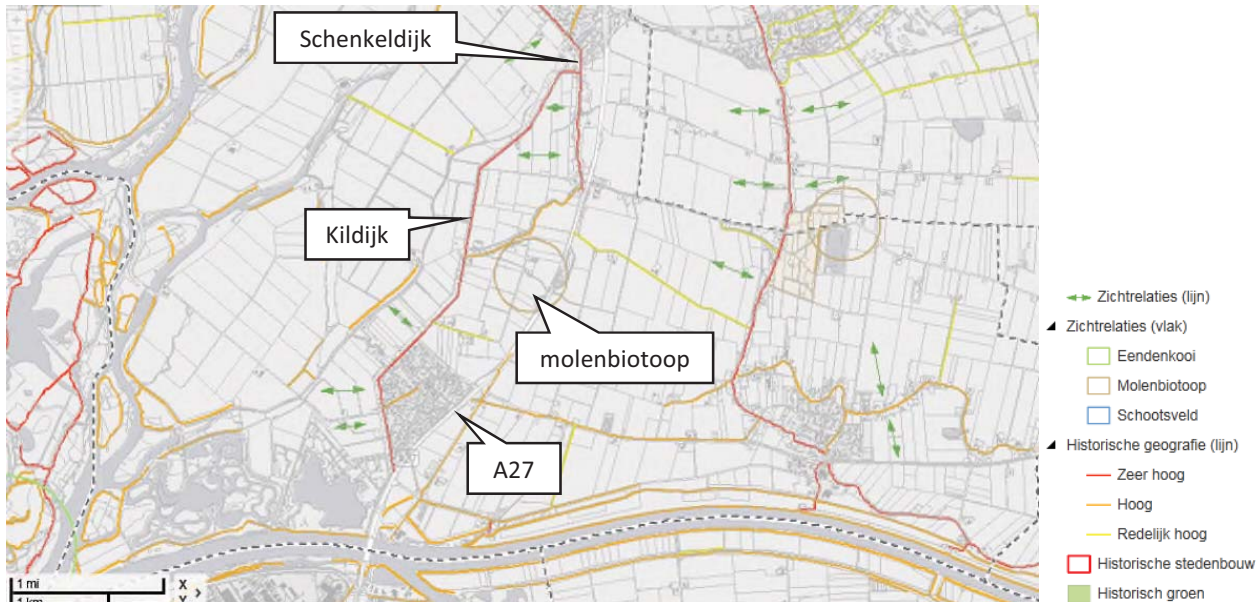 Schenkeldijk
Kildijk
molenbiotoop
A27
1 mi
1 km
X
Y
Zichtrelaties (lijn)
Zichtrelaties (vlak)
Eendenkooi
Molenbiotoop
Schootsveld
Historische geografie (lijn)
Zeer hoog
Hoog
Redelijk hoog
Historische stedenbouw
Historisch groen